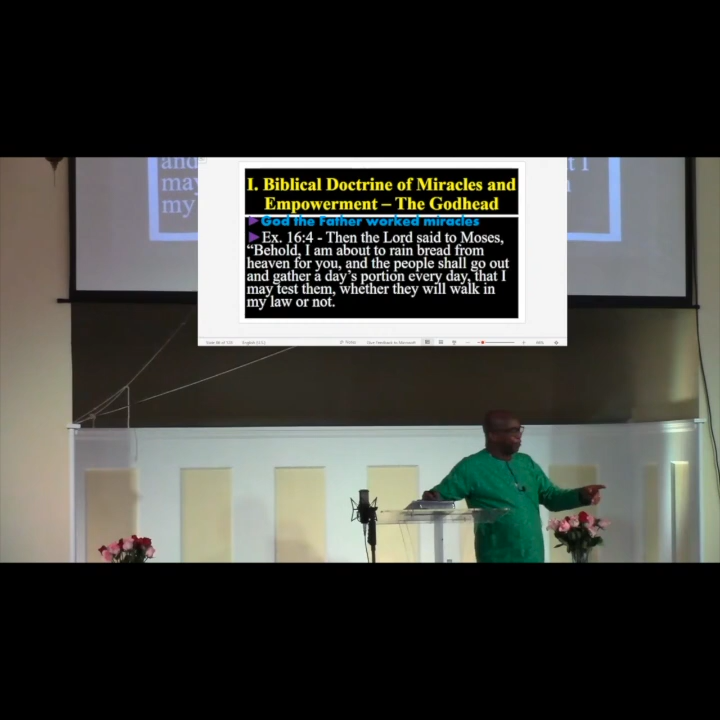 and
may
my
t I
I. Biblical Doctrine of Miracles and
Empowerment – The Godhead
God the Father worked miracles
Ex. 16:4 - Then the Lord said to Moses,
“Behold, I am about to rain bread from
heaven for you, and the people shall go out
and gather a day's portion every day, that I
may test them, whether they will walk in
my law or not.